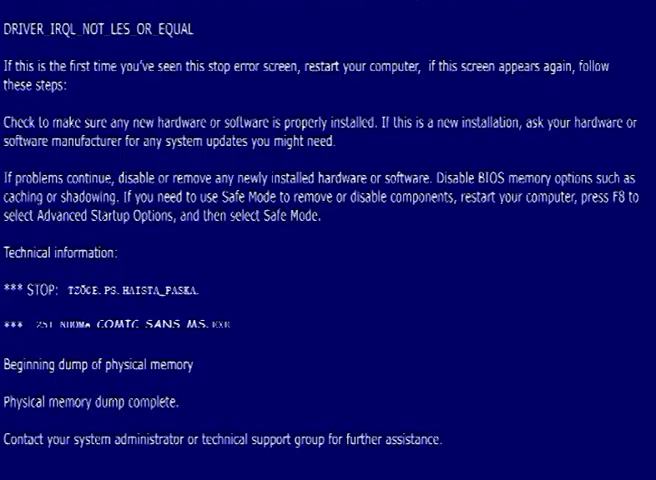 DRIVER_IRQL_NOT_LES_OR_EQUAL
If this is the first time you've seen this stop error screen, restart your computer, if this screen appears again, follow
these steps:
Check to make sure any new hardware or software is properly installed. If this is a new installation, ask your hardware or
software manufacturer for any system updates you might need.
If problems continue, disable or remove any newly installed hardware or software. Disable BIOS memory options such as
caching or shadowing. If you need to use Safe Mode to remove or disable components, restart your computer, press F8 to
select Advanced Startup Options, and then select Safe Mode.
Technical information:
*** STOP: HAISTA_PASKA.
*** COMIC SANS MS.EXE
Beginning dump of physical memory
Physical memory dump complete.
Contact your system administrator or technical support group for further assistance.